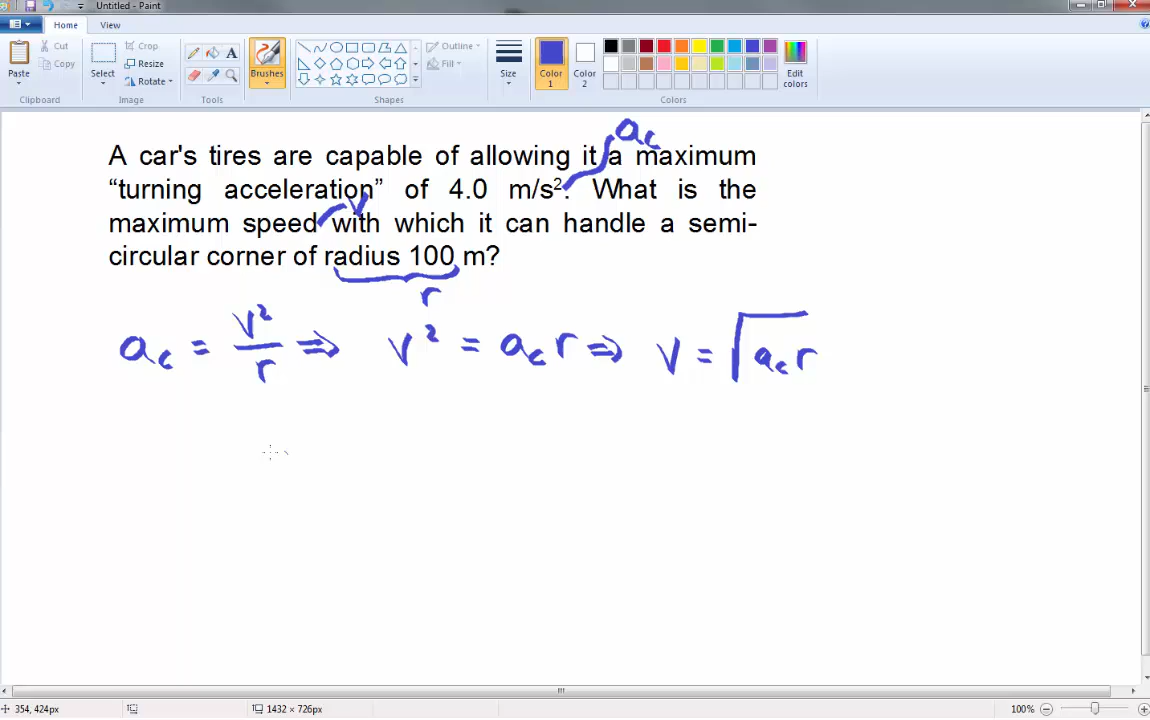 Untitled - Paint
Home View
Paste Cut Copy Select Crop Resize Rotate A Brushes Outline Fill Size Color 1 Color 2 Edit colors
Clipboard Image Tools Shapes Colors
a_c
A car's tires are capable of allowing it a maximum
“turning acceleration” of 4.0 m/s². What is the
v
maximum speed with which it can handle a semi-
circular corner of radius 100 m?
r
a_c = v²/r ⇒ v² = a_c r ⇒ v = √(a_c r)
354, 424px 1432 × 726px 100%